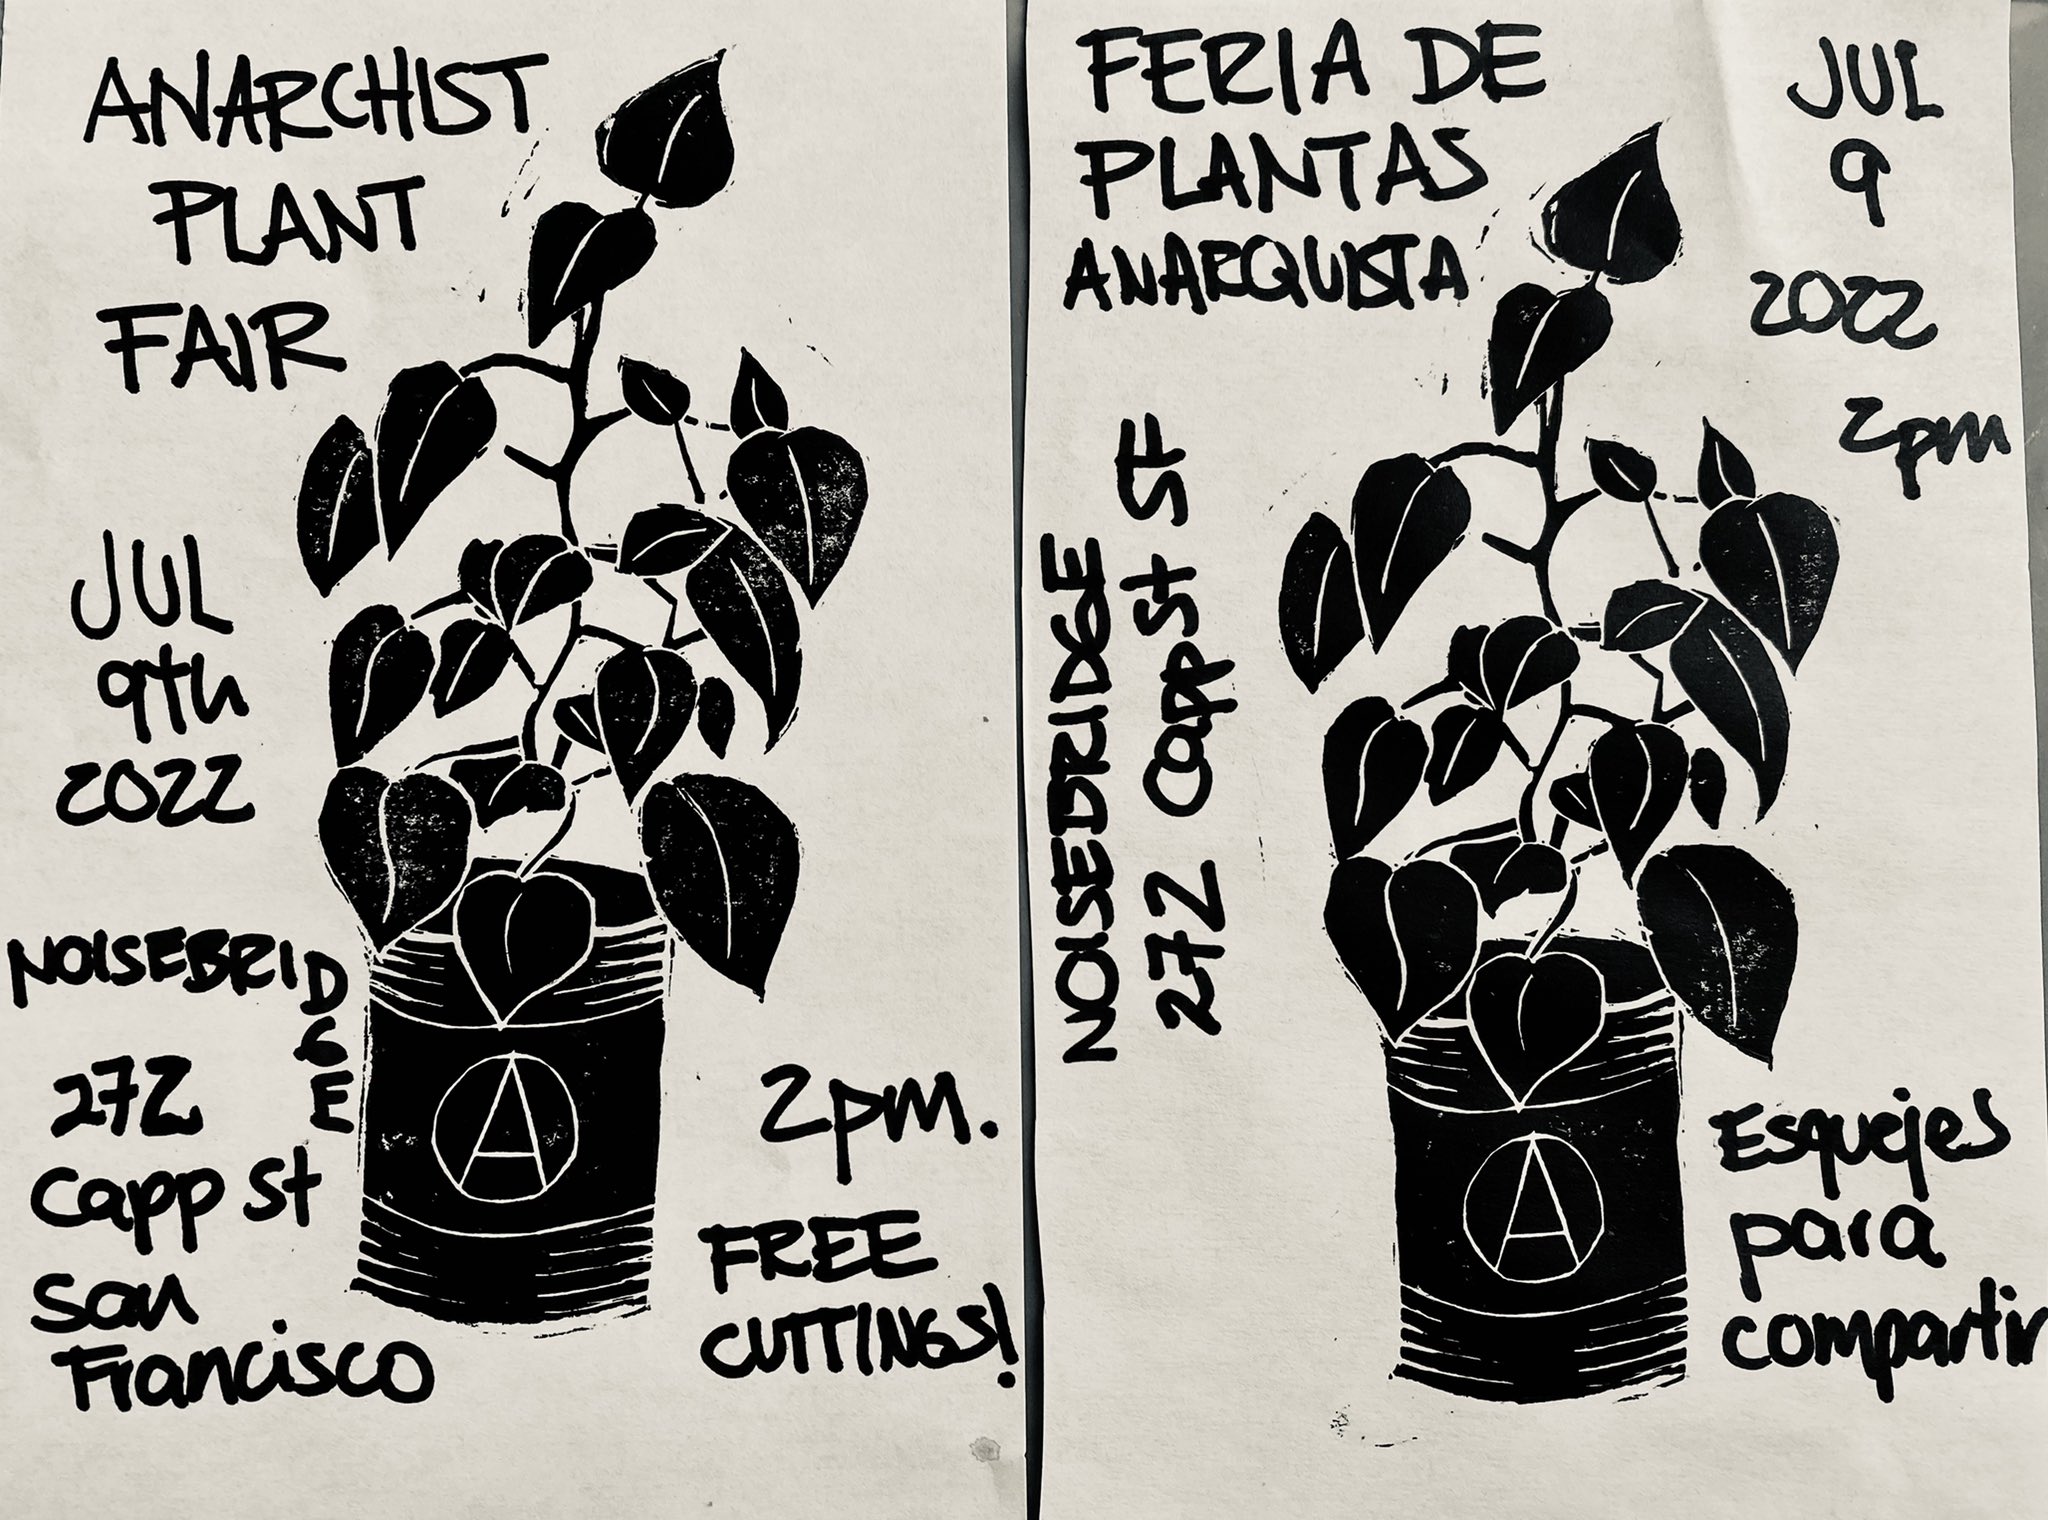 ANARCHIST
PLANT
FAIR
JUL
9th
2022
NOISEBRIDGE
272
Capp St
San
Francisco
A
2pm.
FREE
CUTTINGS!
FERIA DE
PLANTAS
ANARQUISTA
JUL
9
2022
2pm
NOISEBRIDGE
272 Capp St SF
A
Esquejes
para
compartir